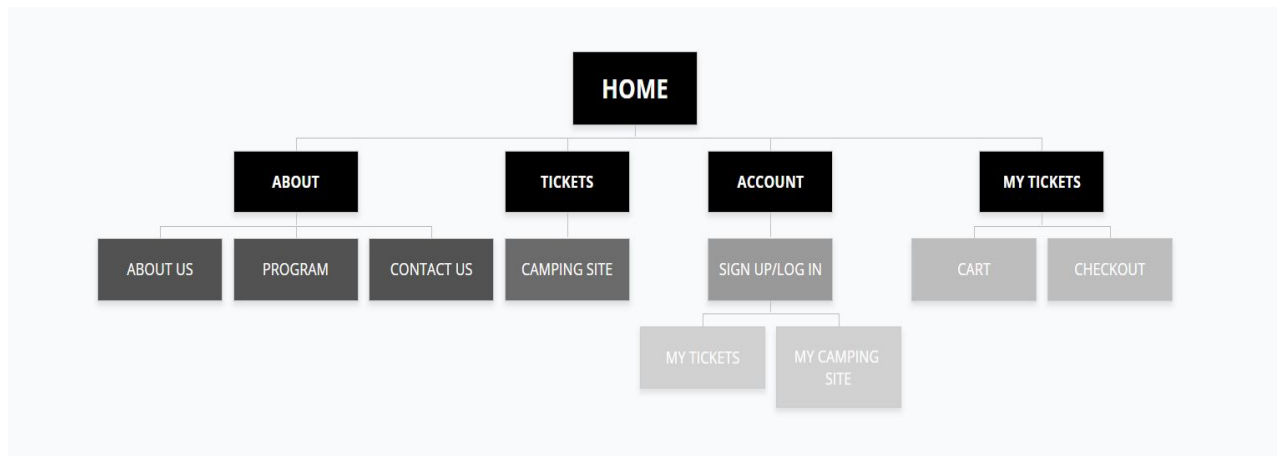 HOME
ABOUT
TICKETS
ACCOUNT
MY TICKETS
ABOUT US
PROGRAM
CONTACT US
CAMPING SITE
SIGN UP/LOG IN
CART
CHECKOUT
MY TICKETS
MY CAMPING
SITE